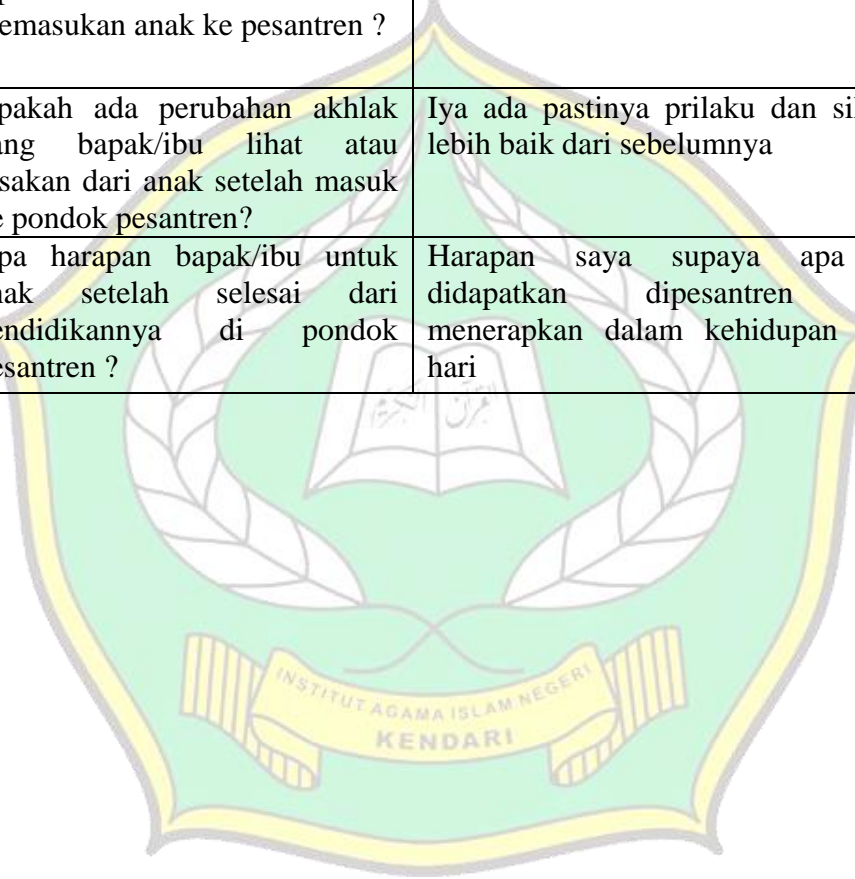 emasukan anak ke pesantren ?
pakah ada perubahan akhlak
ang bapak/ibu lihat atau
sakan dari anak setelah masuk
e pondok pesantren?
Iya ada pastinya prilaku dan si
lebih baik dari sebelumnya
pa harapan bapak/ibu untuk
nak setelah selesai dari
endidikannya di pondok
esantren ?
Harapan saya supaya apa
didapatkan dipesantren
menerapkan dalam kehidupan
hari
القرآن الكريم
INSTITUT AGAMA ISLAM NEGERI
KENDARI